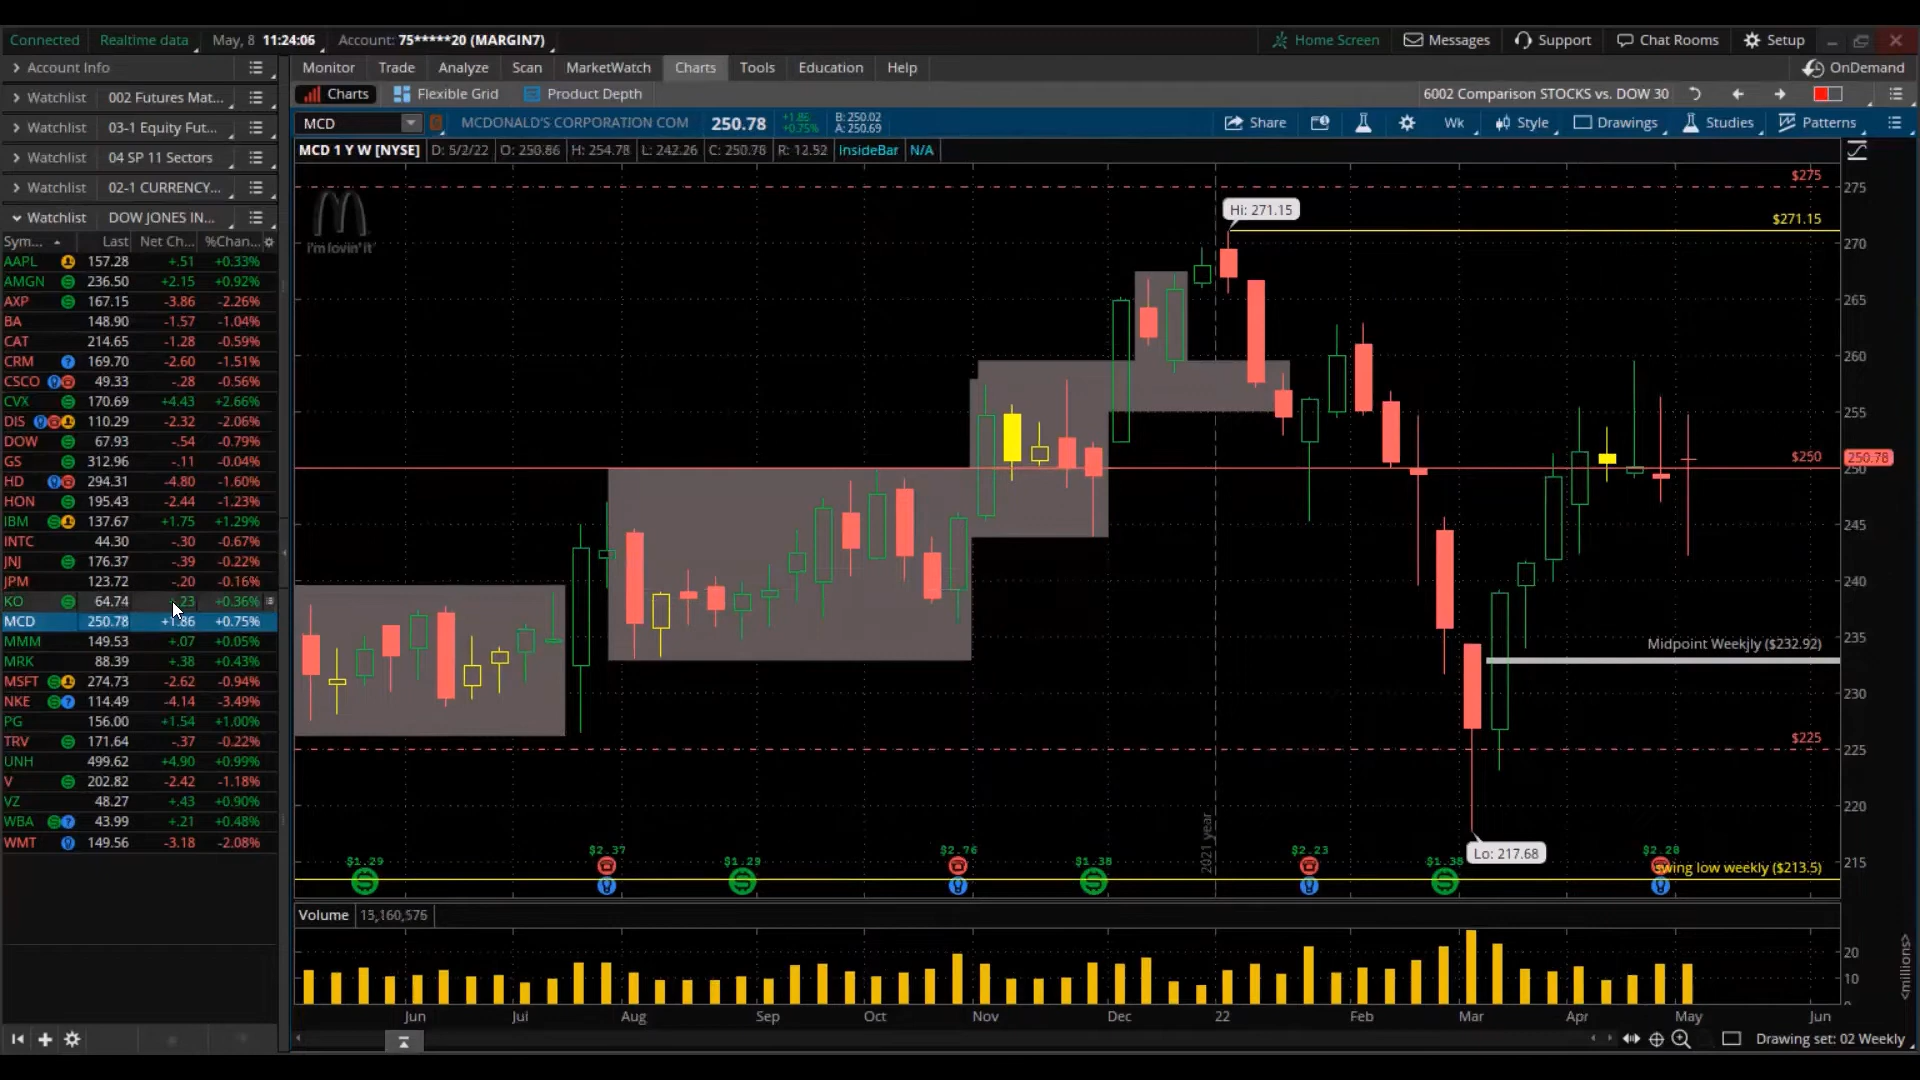 Connected Realtime data May, 8 11:24:06 Account: 75*****20 (MARGIN7) Home Screen Messages Support Chat Rooms Setup
Account Info Monitor Trade Analyze Scan MarketWatch Charts Tools Education Help OnDemand
Watchlist 002 Futures Mat... Charts Flexible Grid Product Depth 6002 Comparison STOCKS vs. DOW 30
Watchlist 03-1 Equity Fut... MCD MCDONALD'S CORPORATION COM 250.78 +1.86 +0.75% B: 250.02 A: 250.69 Share Wk Style Drawings Studies Patterns
Watchlist 04 SP 11 Sectors MCD 1 Y W [NYSE] D: 5/2/22 O: 250.86 H: 254.78 L: 242.26 C: 250.78 R: 12.52 InsideBar N/A
Watchlist 02-1 CURRENCY...
Watchlist DOW JONES IN...
Sym... Last Net Ch... %Chan...
AAPL 157.28 +.51 +0.33%
AMGN 236.50 +2.15 +0.92%
AXP 167.15 -3.86 -2.26%
BA 148.90 -1.57 -1.04%
CAT 214.65 -1.28 -0.59%
CRM 169.70 -2.60 -1.51%
CSCO 49.33 -.28 -0.56%
CVX 170.69 +4.43 +2.66%
DIS 110.29 -2.32 -2.06%
DOW 67.93 -.54 -0.79%
GS 312.96 -.11 -0.04%
HD 294.31 -4.80 -1.60%
HON 195.43 -2.44 -1.23%
IBM 137.67 +1.75 +1.29%
INTC 44.30 -.30 -0.67%
JNJ 176.37 -.39 -0.22%
JPM 123.72 -.20 -0.16%
KO 64.74 +.23 +0.36%
MCD 250.78 +1.86 +0.75%
MMM 149.53 +.07 +0.05%
MRK 88.39 +.38 +0.43%
MSFT 274.73 -2.62 -0.94%
NKE 114.49 -4.14 -3.49%
PG 156.00 +1.54 +1.00%
TRV 171.64 -.37 -0.22%
UNH 499.62 +4.90 +0.99%
V 202.82 -2.42 -1.18%
VZ 48.27 +.43 +0.90%
WBA 43.99 +.21 +0.48%
WMT 149.56 -3.18 -2.08%
i'm lovin' it
$275 275
Hi: 271.15 $271.15
270
265
260
255
$250 250.78
245
240
235
Midpoint Weekjly ($232.92)
230
$225 225
220
2021 year
Lo: 217.68
215
$1.29 $2.37 $1.29 $2.76 $1.38 $2.23 $1.38 $2.28
swing low weekly ($213.5)
Volume 13,160,576
20
10
<millions>
Jun Jul Aug Sep Oct Nov Dec 22 Feb Mar Apr May Jun
Drawing set: 02 Weekly